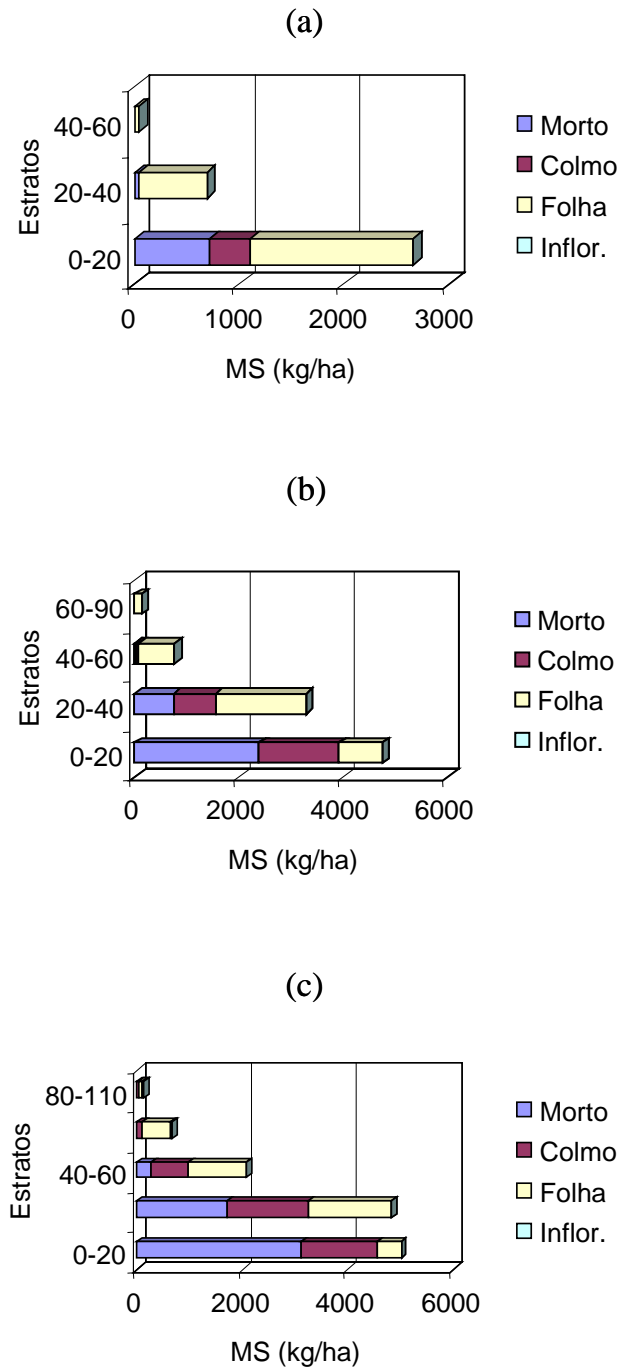 (a)
40-60
20-40
0-20
Estratos
0
1000
2000
3000
MS (kg/ha)
Morto
Colmo
Folha
Inflor.
(b)
60-90
40-60
20-40
0-20
Estratos
0
2000
4000
6000
MS (kg/ha)
Morto
Colmo
Folha
Inflor.
(c)
80-110
40-60
0-20
Estratos
0
2000
4000
6000
MS (kg/ha)
Morto
Colmo
Folha
Inflor.